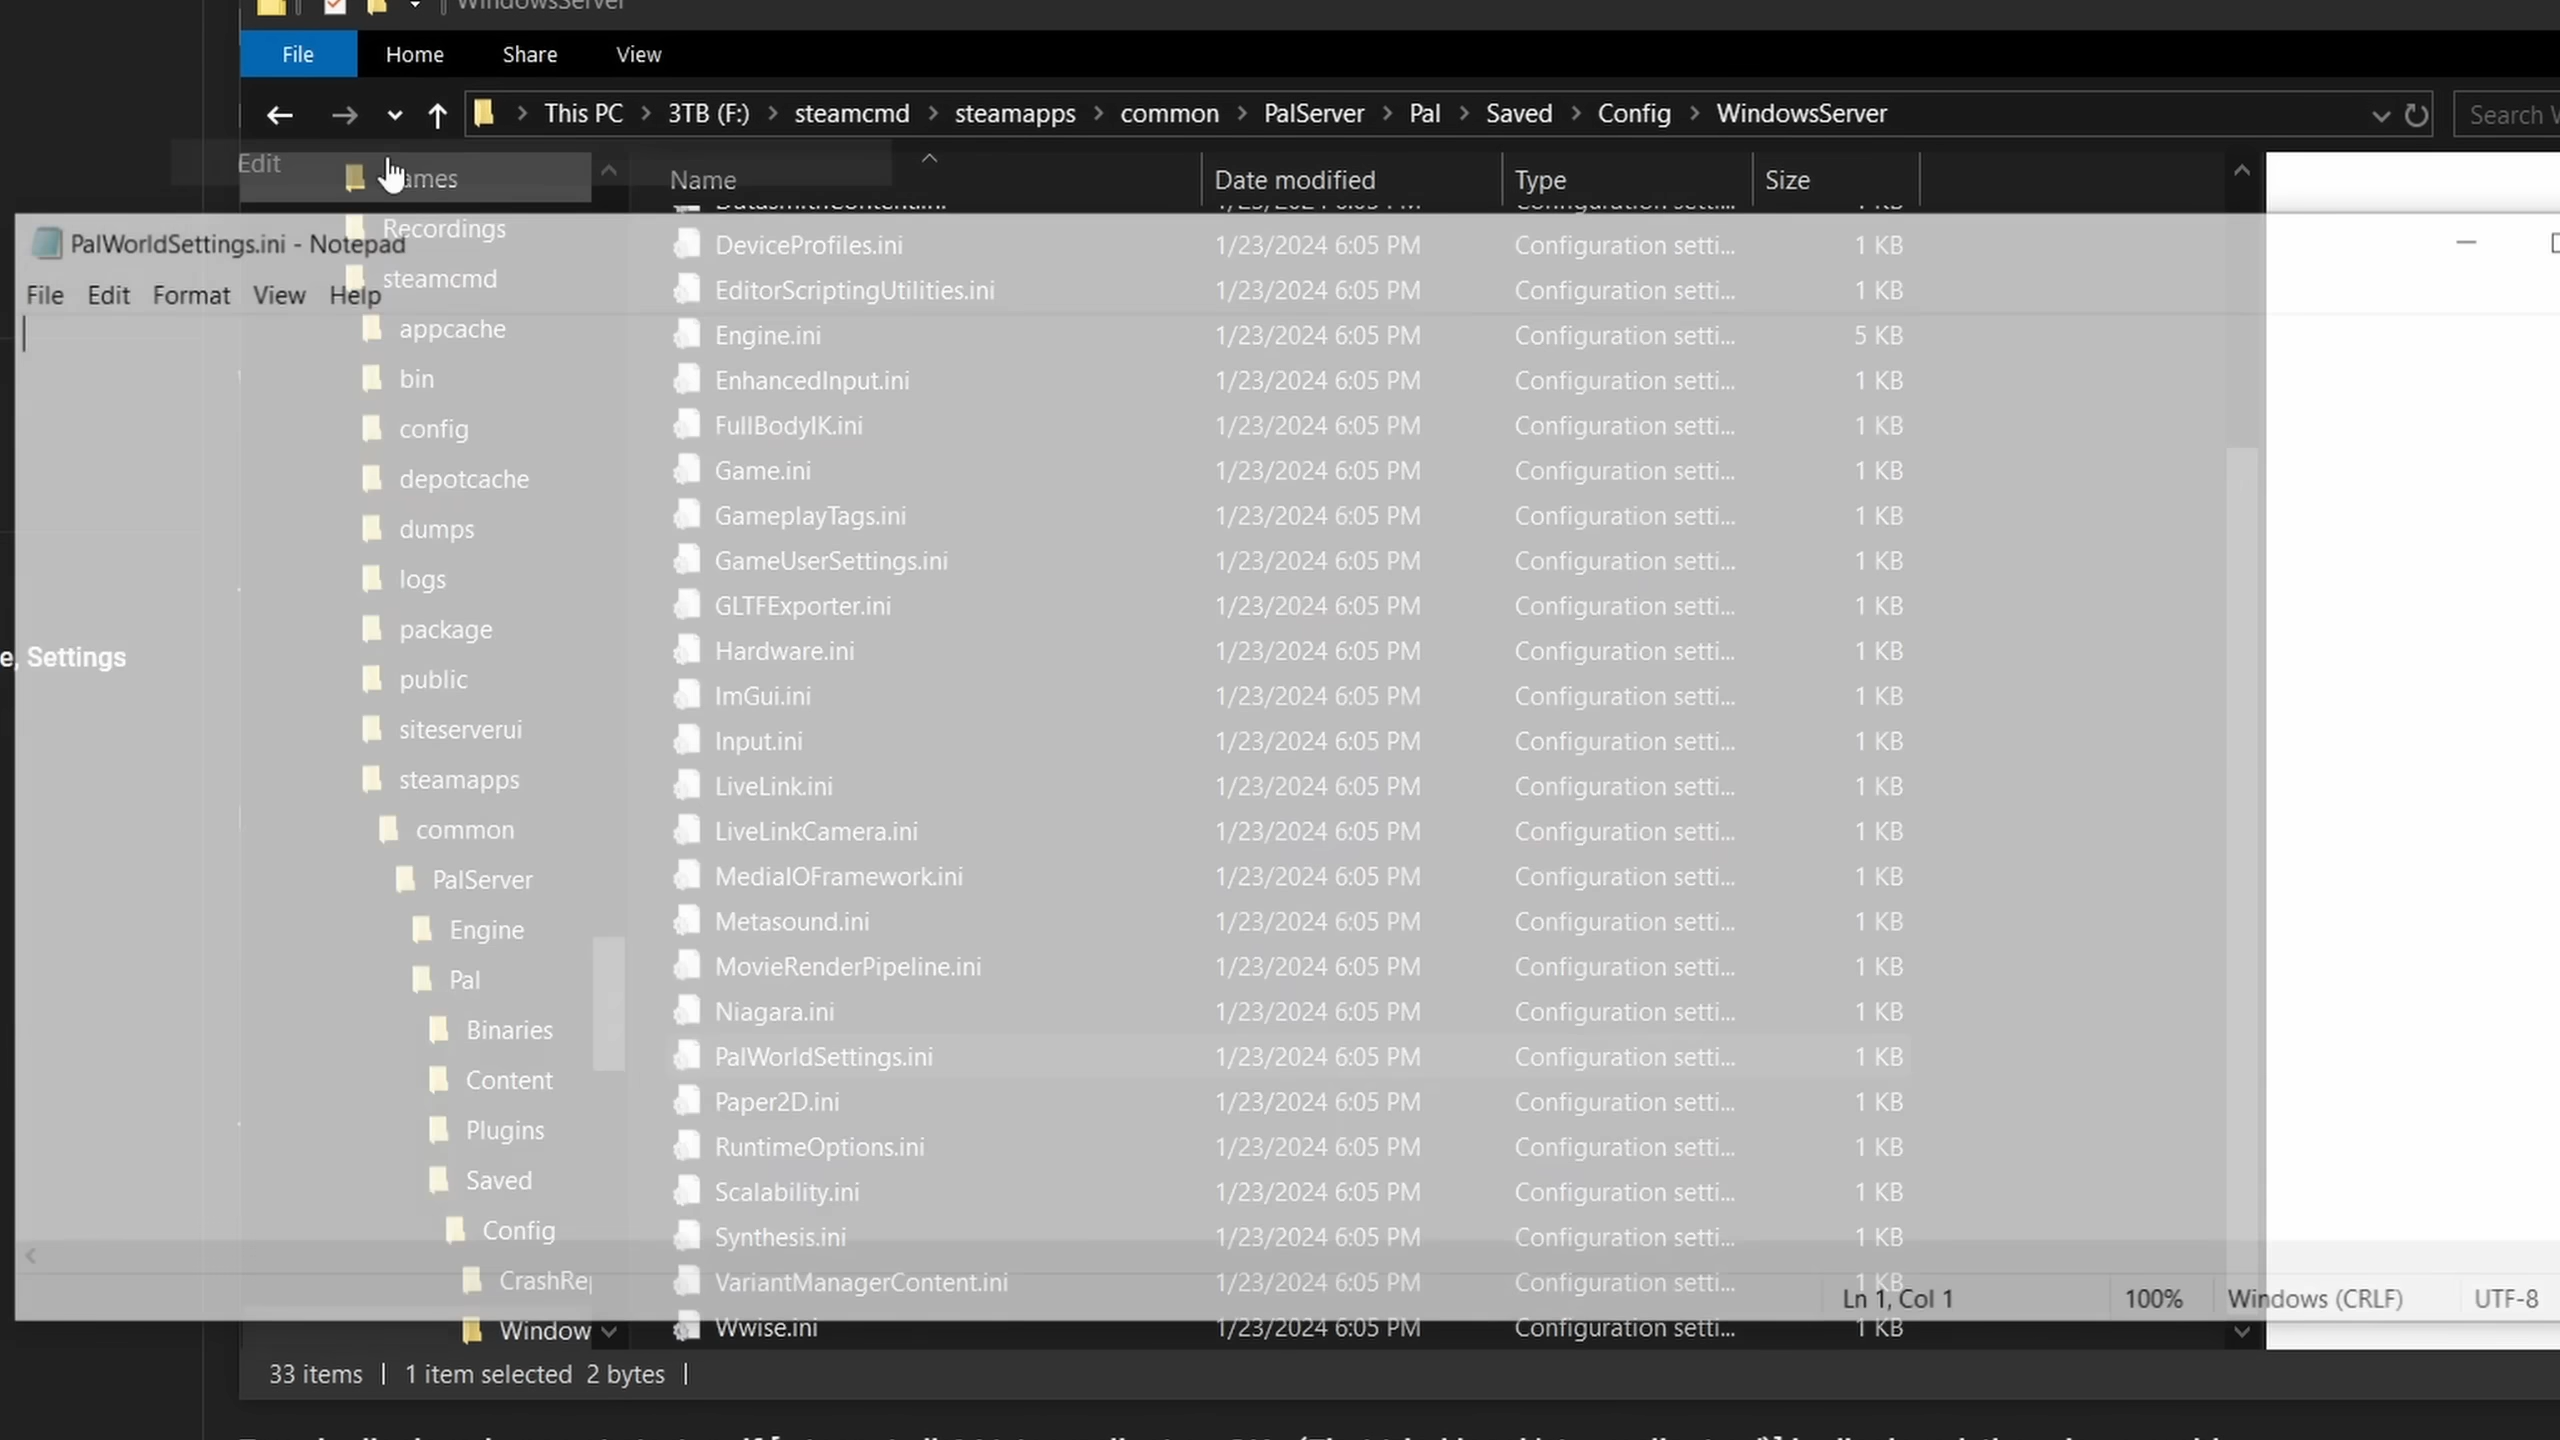 WindowsServer
File Home Share View
This PC 3TB (F:) steamcmd steamapps common PalServer Pal Saved Config WindowsServer
Search
Edit
Name Date modified Type Size
PalWorldSettings.ini - Notepad
File Edit Format View Help
Recordings
steamcmd
appcache
bin
config
depotcache
dumps
logs
package
public
siteserverui
steamapps
common
PalServer
Engine
Pal
Binaries
Content
Plugins
Saved
Config
Window
Settings
DeviceProfiles.ini 1/23/2024 6:05 PM Configuration setti... 1 KB
EditorScriptingUtilities.ini 1/23/2024 6:05 PM Configuration setti... 1 KB
Engine.ini 1/23/2024 6:05 PM Configuration setti... 5 KB
EnhancedInput.ini 1/23/2024 6:05 PM Configuration setti... 1 KB
FullBodyIK.ini 1/23/2024 6:05 PM Configuration setti... 1 KB
Game.ini 1/23/2024 6:05 PM Configuration setti... 1 KB
GameplayTags.ini 1/23/2024 6:05 PM Configuration setti... 1 KB
GameUserSettings.ini 1/23/2024 6:05 PM Configuration setti... 1 KB
GLTFExporter.ini 1/23/2024 6:05 PM Configuration setti... 1 KB
Hardware.ini 1/23/2024 6:05 PM Configuration setti... 1 KB
ImGui.ini 1/23/2024 6:05 PM Configuration setti... 1 KB
Input.ini 1/23/2024 6:05 PM Configuration setti... 1 KB
LiveLink.ini 1/23/2024 6:05 PM Configuration setti... 1 KB
LiveLinkCamera.ini 1/23/2024 6:05 PM Configuration setti... 1 KB
MediaIOFramework.ini 1/23/2024 6:05 PM Configuration setti... 1 KB
Metasound.ini 1/23/2024 6:05 PM Configuration setti... 1 KB
MovieRenderPipeline.ini 1/23/2024 6:05 PM Configuration setti... 1 KB
Niagara.ini 1/23/2024 6:05 PM Configuration setti... 1 KB
PalWorldSettings.ini 1/23/2024 6:05 PM Configuration setti... 1 KB
Paper2D.ini 1/23/2024 6:05 PM Configuration setti... 1 KB
RuntimeOptions.ini 1/23/2024 6:05 PM Configuration setti... 1 KB
Scalability.ini 1/23/2024 6:05 PM Configuration setti... 1 KB
Synthesis.ini 1/23/2024 6:05 PM Configuration setti... 1 KB
VariantManagerContent.ini 1/23/2024 6:05 PM Configuration setti... 1 KB
Wwise.ini 1/23/2024 6:05 PM Configuration setti... 1 KB
Ln 1, Col 1 100% Windows (CRLF) UTF-8
33 items 1 item selected 2 bytes